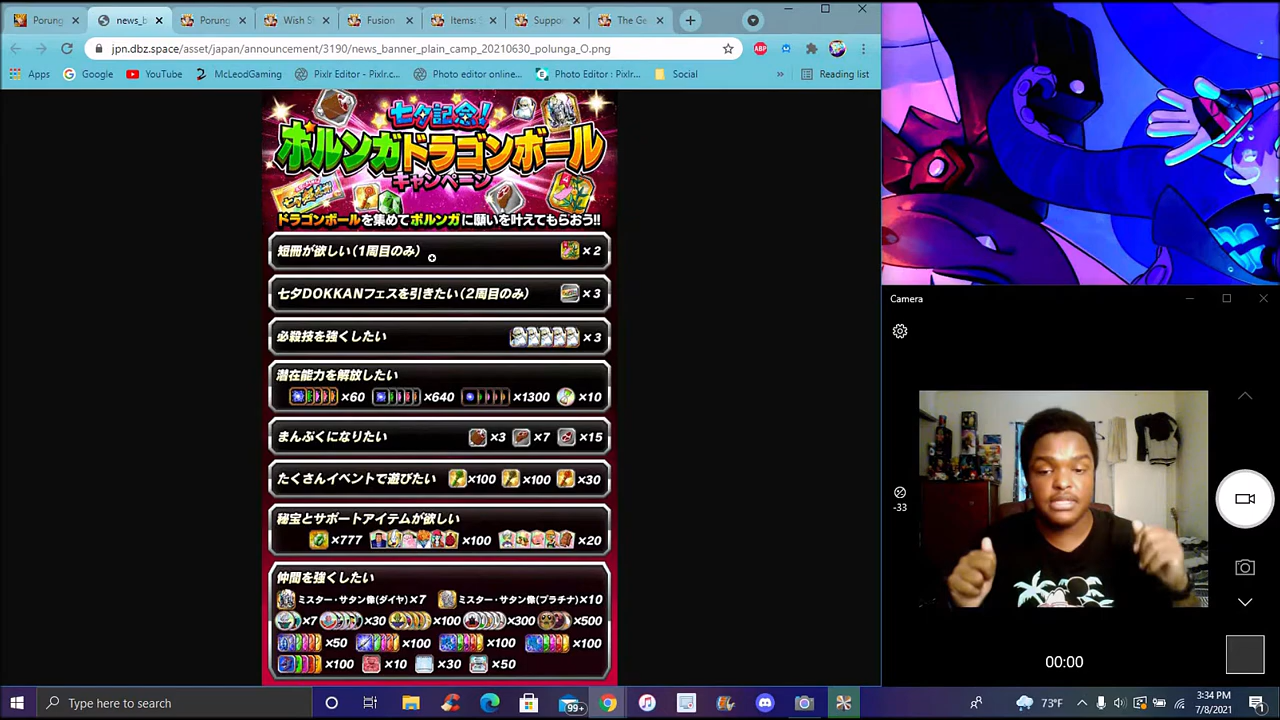 Porung
news_b
Porung
Wish S
Fusion
Items: S
Suppo
The Ge
jpn.dbz.space/asset/japan/announcement/3190/news_banner_plain_camp_20210630_polunga_O.png
ABP
Apps
Google
YouTube
McLeodGaming
Pixlr Editor - Pixlr.c...
Photo editor online...
Photo Editor : Pixlr...
Social
»
Reading list
七夕記念!
ポルンガドラゴンボール
キャンペーン
ドラゴンボールを集めてポルンガに願いを叶えてもらおう!!
短冊が欲しい(1周目のみ) ×2
七夕DOKKANフェスを引きたい(2周目のみ) ×3
必殺技を強くしたい ×3
潜在能力を解放したい
×60 ×640 ×1300 ×10
まんぷくになりたい ×3 ×7 ×15
たくさんイベントで遊びたい ×100 ×100 ×30
秘宝とサポートアイテムが欲しい
×777 ×100 ×20
仲間を強くしたい
ミスター・サタン像(ダイヤ)×7 ミスター・サタン像(プラチナ)×10
×7 ×30 ×100 ×300 ×500
×50 ×100 ×100 ×100
×100 ×10 ×30 ×50
Camera
-33
00:00
Type here to search
99+
73°F
3:34 PM
7/8/2021